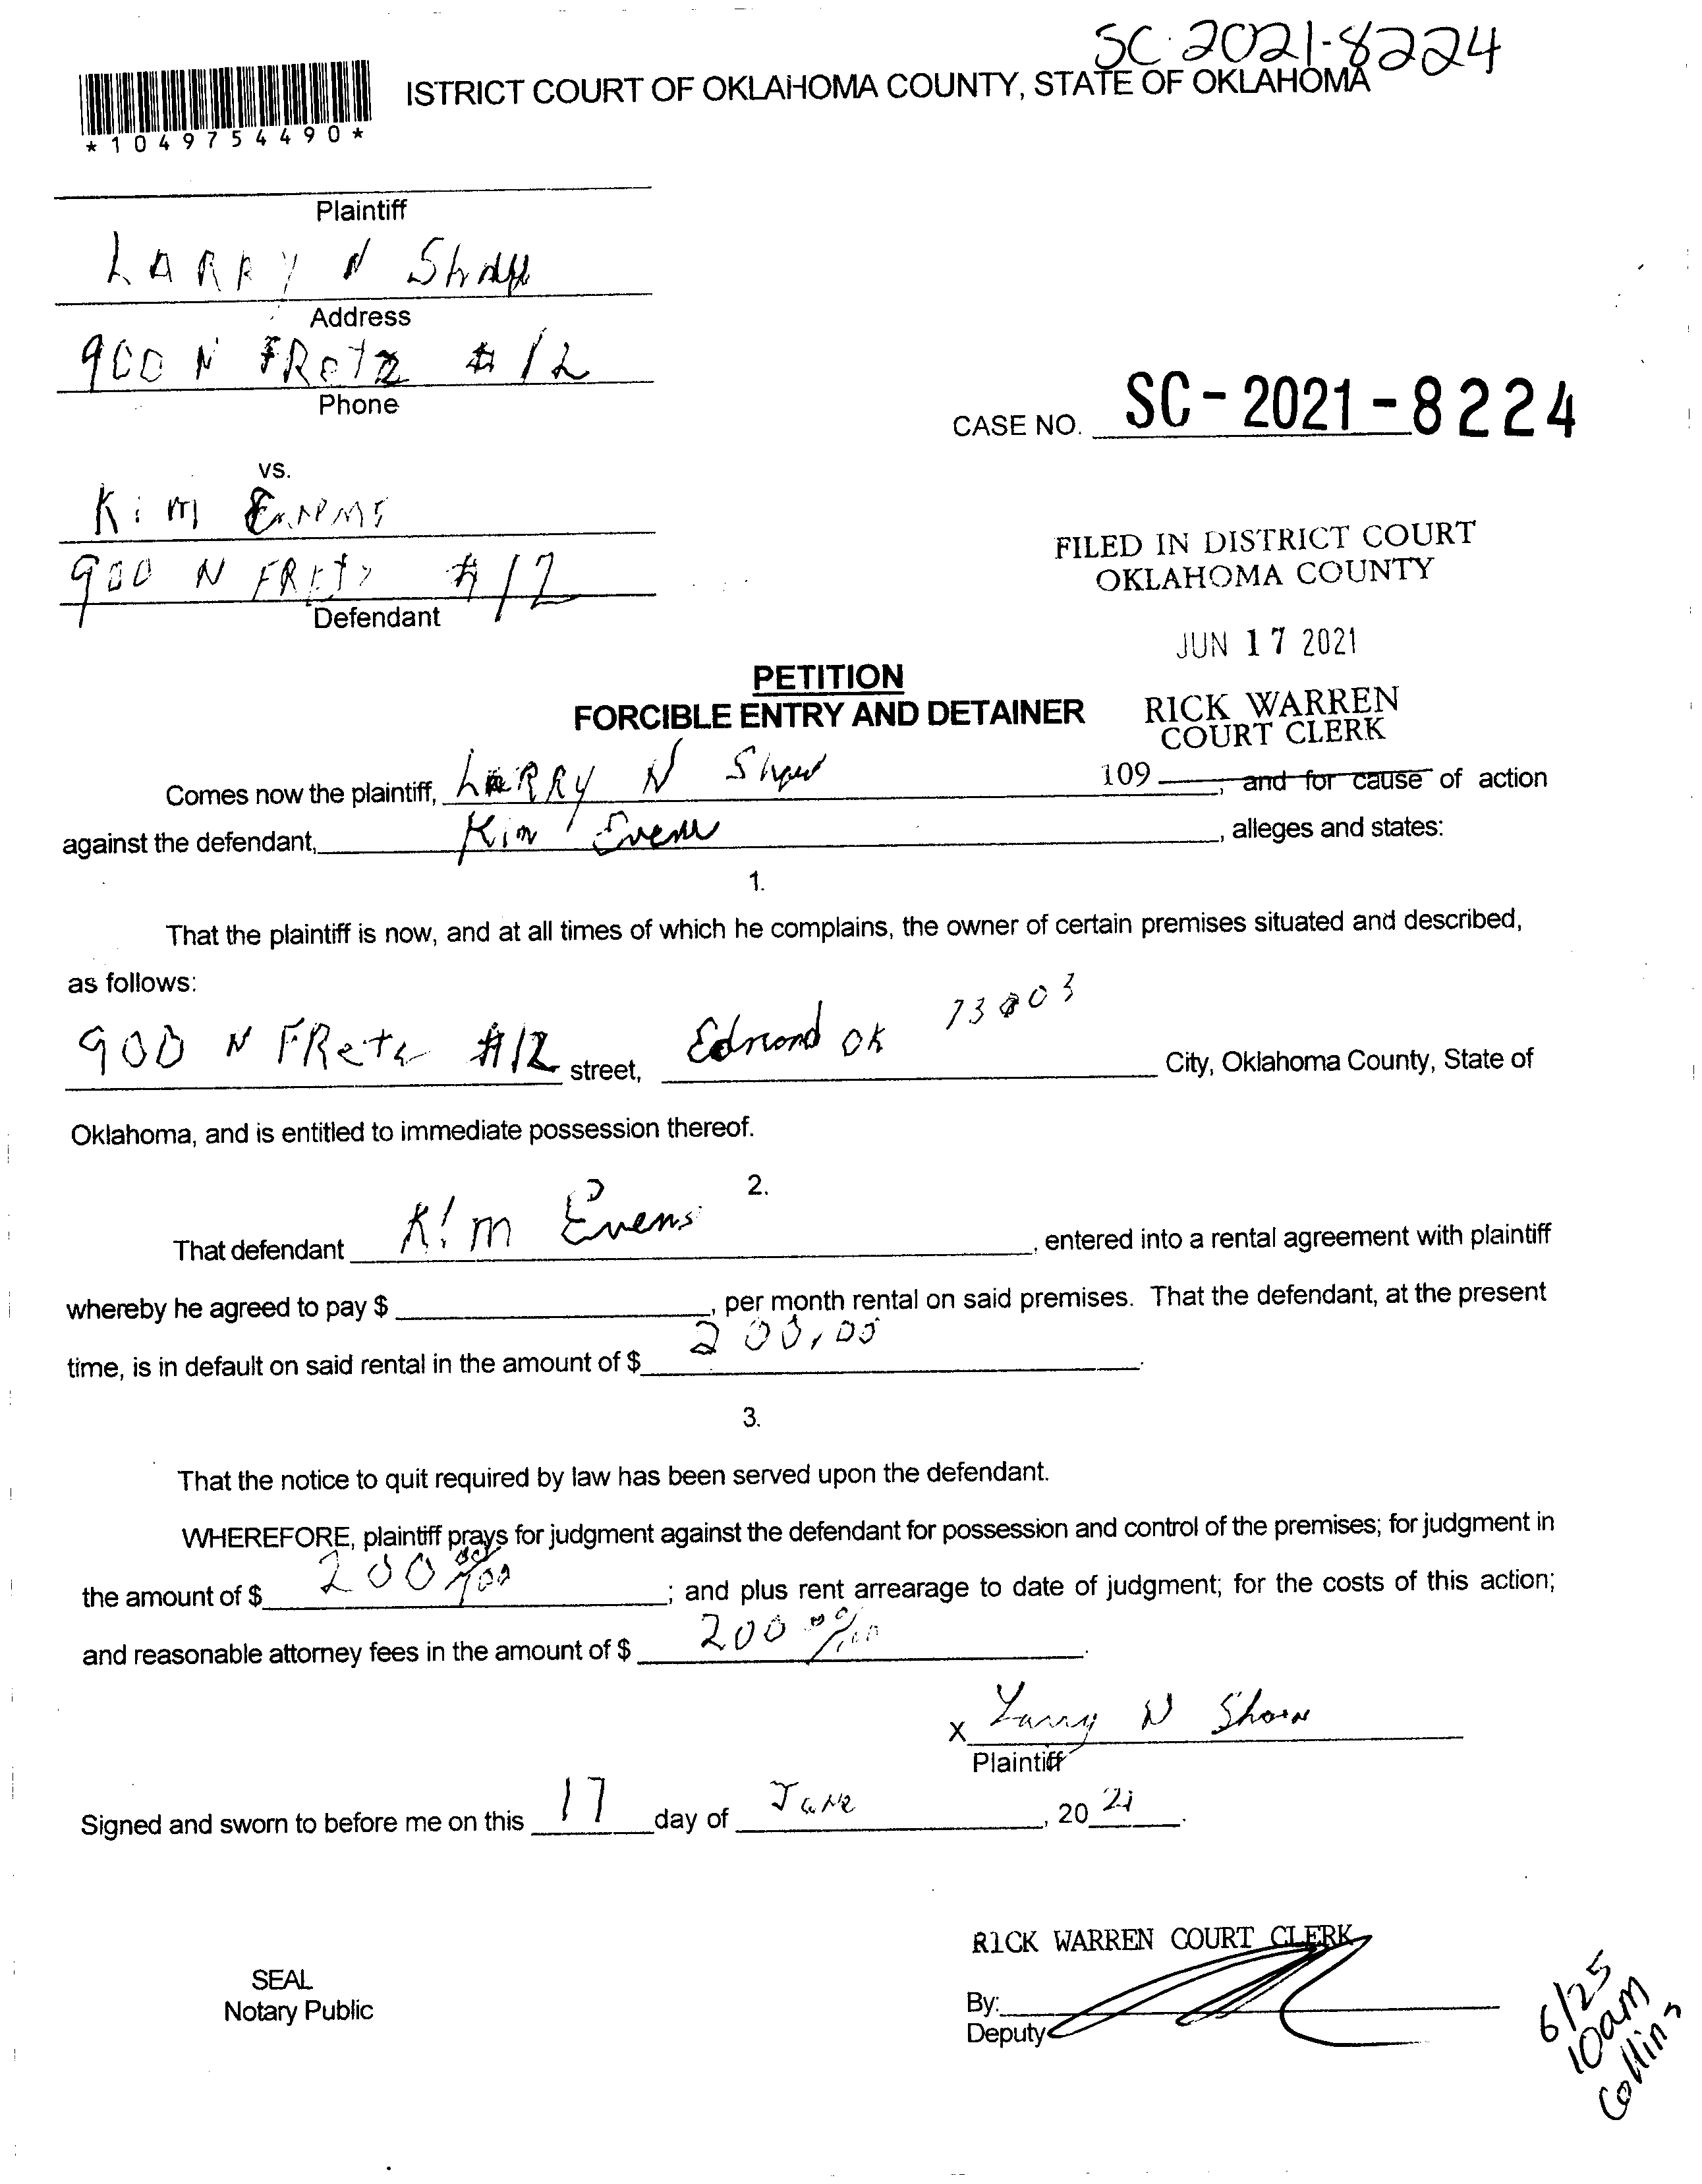 SC-2021-8224
ISTRICT COURT OF OKLAHOMA COUNTY, STATE OF OKLAHOMA
*1049754490*
Plaintiff
LARRY N Shaw
Address
900 N FRetz #12
Phone
CASE NO. SC-2021-8224
vs.
Kim
900 N FRetz #12
Defendant
FILED IN DISTRICT COURT
OKLAHOMA COUNTY
JUN 17 2021
RICK WARREN
COURT CLERK
PETITION
FORCIBLE ENTRY AND DETAINER
Comes now the plaintiff, LARRY N Shaw 109 , and for cause of action
against the defendant, Kim Evens , alleges and states:
1.
That the plaintiff is now, and at all times of which he complains, the owner of certain premises situated and described,
as follows:
900 N FRetz #12 street, Edmond OK City, Oklahoma County, State of
Oklahoma, and is entitled to immediate possession thereof.
2.
That defendant Kim Evens , entered into a rental agreement with plaintiff
whereby he agreed to pay $ , per month rental on said premises. That the defendant, at the present
time, is in default on said rental in the amount of $ 200.00 .
3.
That the notice to quit required by law has been served upon the defendant.
WHEREFORE, plaintiff prays for judgment against the defendant for possession and control of the premises; for judgment in
the amount of $ 200 00/100 ; and plus rent arrearage to date of judgment; for the costs of this action;
and reasonable attorney fees in the amount of $ 200 00/100 .
X Larry N Shaw
Plaintiff
Signed and sworn to before me on this 17 day of June , 20 21 .
RICK WARREN COURT CLERK
SEAL
Notary Public
By:
Deputy
6/25
10am
Collins